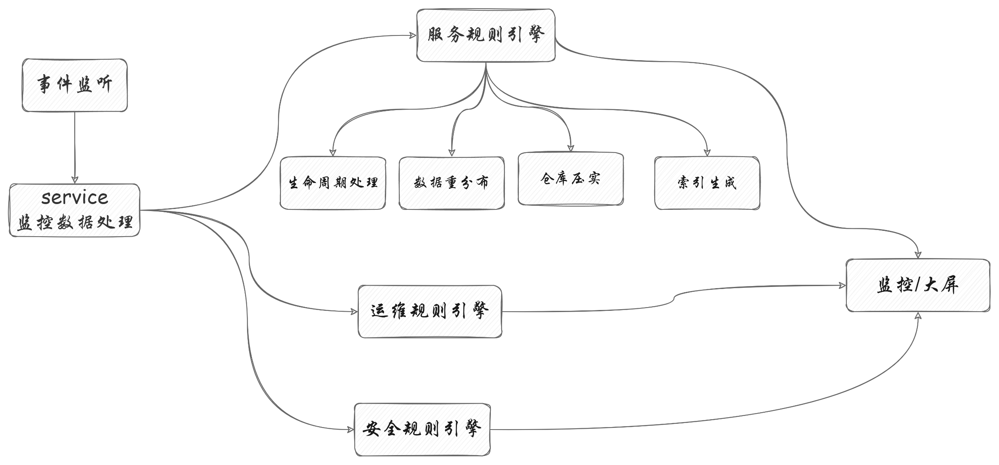 服务规则引擎
事件监听
生命周期处理
数据重分布
仓库压实
索引生成
service
监控数据处理
监控/大屏
运维规则引擎
安全规则引擎